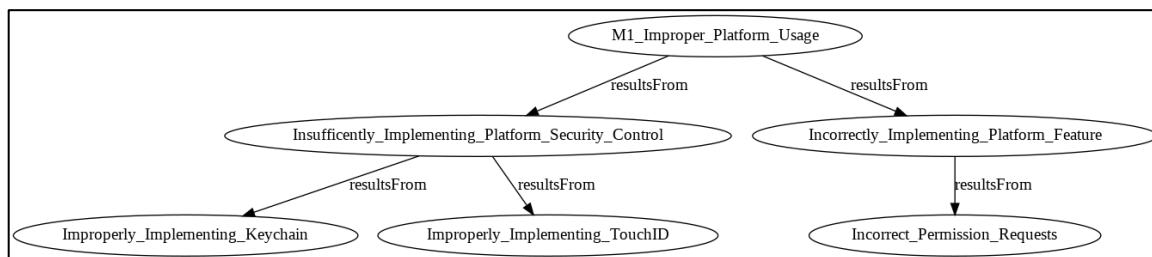 M1_Improper_Platform_Usage
resultsFrom
resultsFrom
Insufficently_Implementing_Platform_Security_Control
Incorrectly_Implementing_Platform_Feature
resultsFrom
resultsFrom
resultsFrom
Improperly_Implementing_Keychain
Improperly_Implementing_TouchID
Incorrect_Permission_Requests